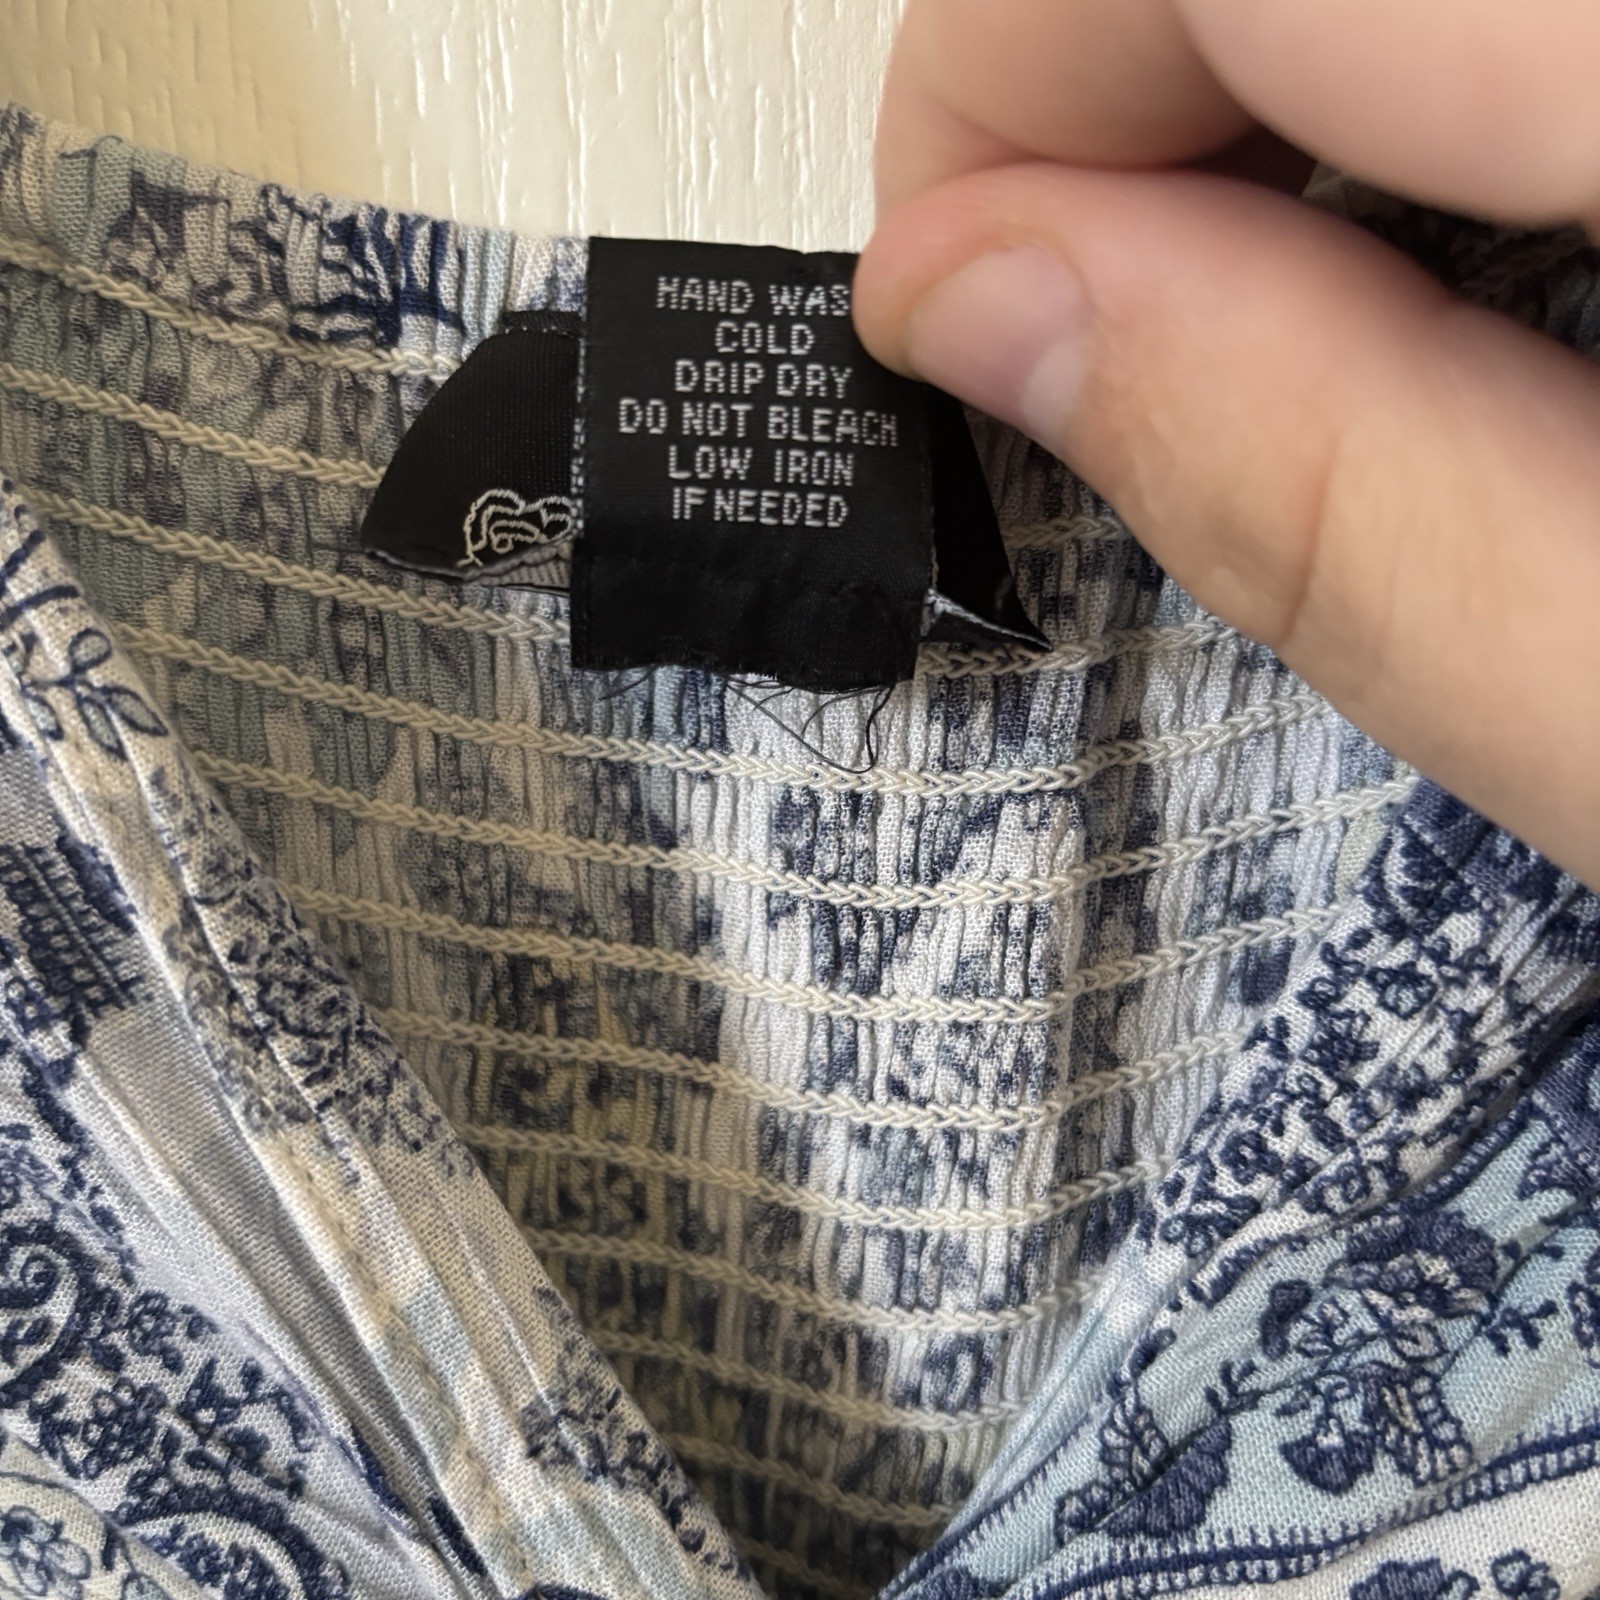 HAND WAS
COLD
DRIP DRY
DO NOT BLEACH
LOW IRON
IF NEEDED